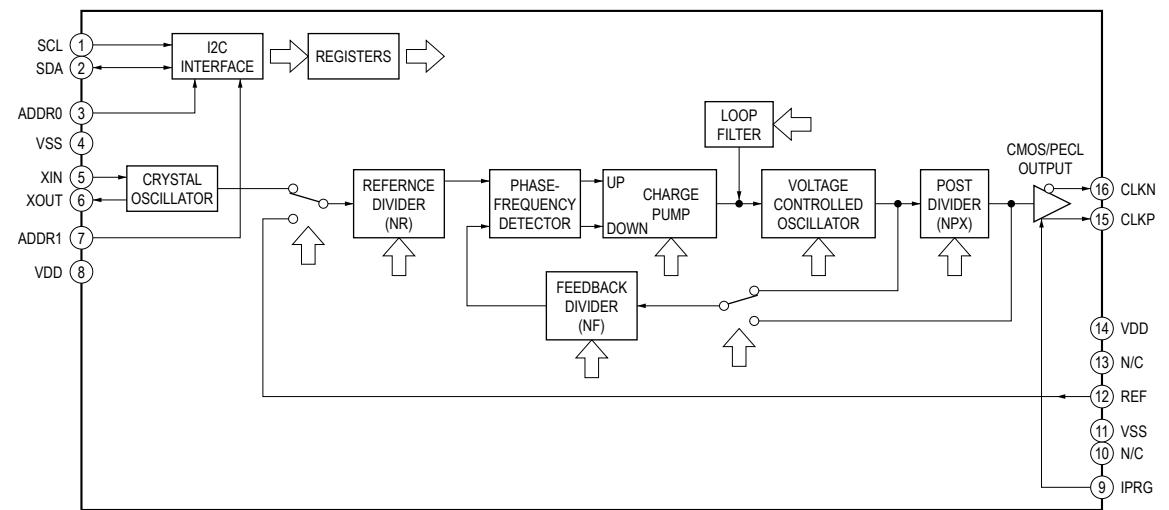 SCL 1
SDA 2
ADDR0 3
VSS 4
XIN 5
XOUT 6
ADDR1 7
VDD 8
I2C
INTERFACE
REGISTERS
CRYSTAL
OSCILLATOR
REFERNCE
DIVIDER
(NR)
PHASE-
FREQUENCY
DETECTOR
UP
DOWN
CHARGE
PUMP
LOOP
FILTER
VOLTAGE
CONTROLLED
OSCILLATOR
POST
DIVIDER
(NPX)
FEEDBACK
DIVIDER
(NF)
CMOS/PECL
OUTPUT
16 CLKN
15 CLKP
14 VDD
13 N/C
12 REF
11 VSS
10 N/C
9 IPRG